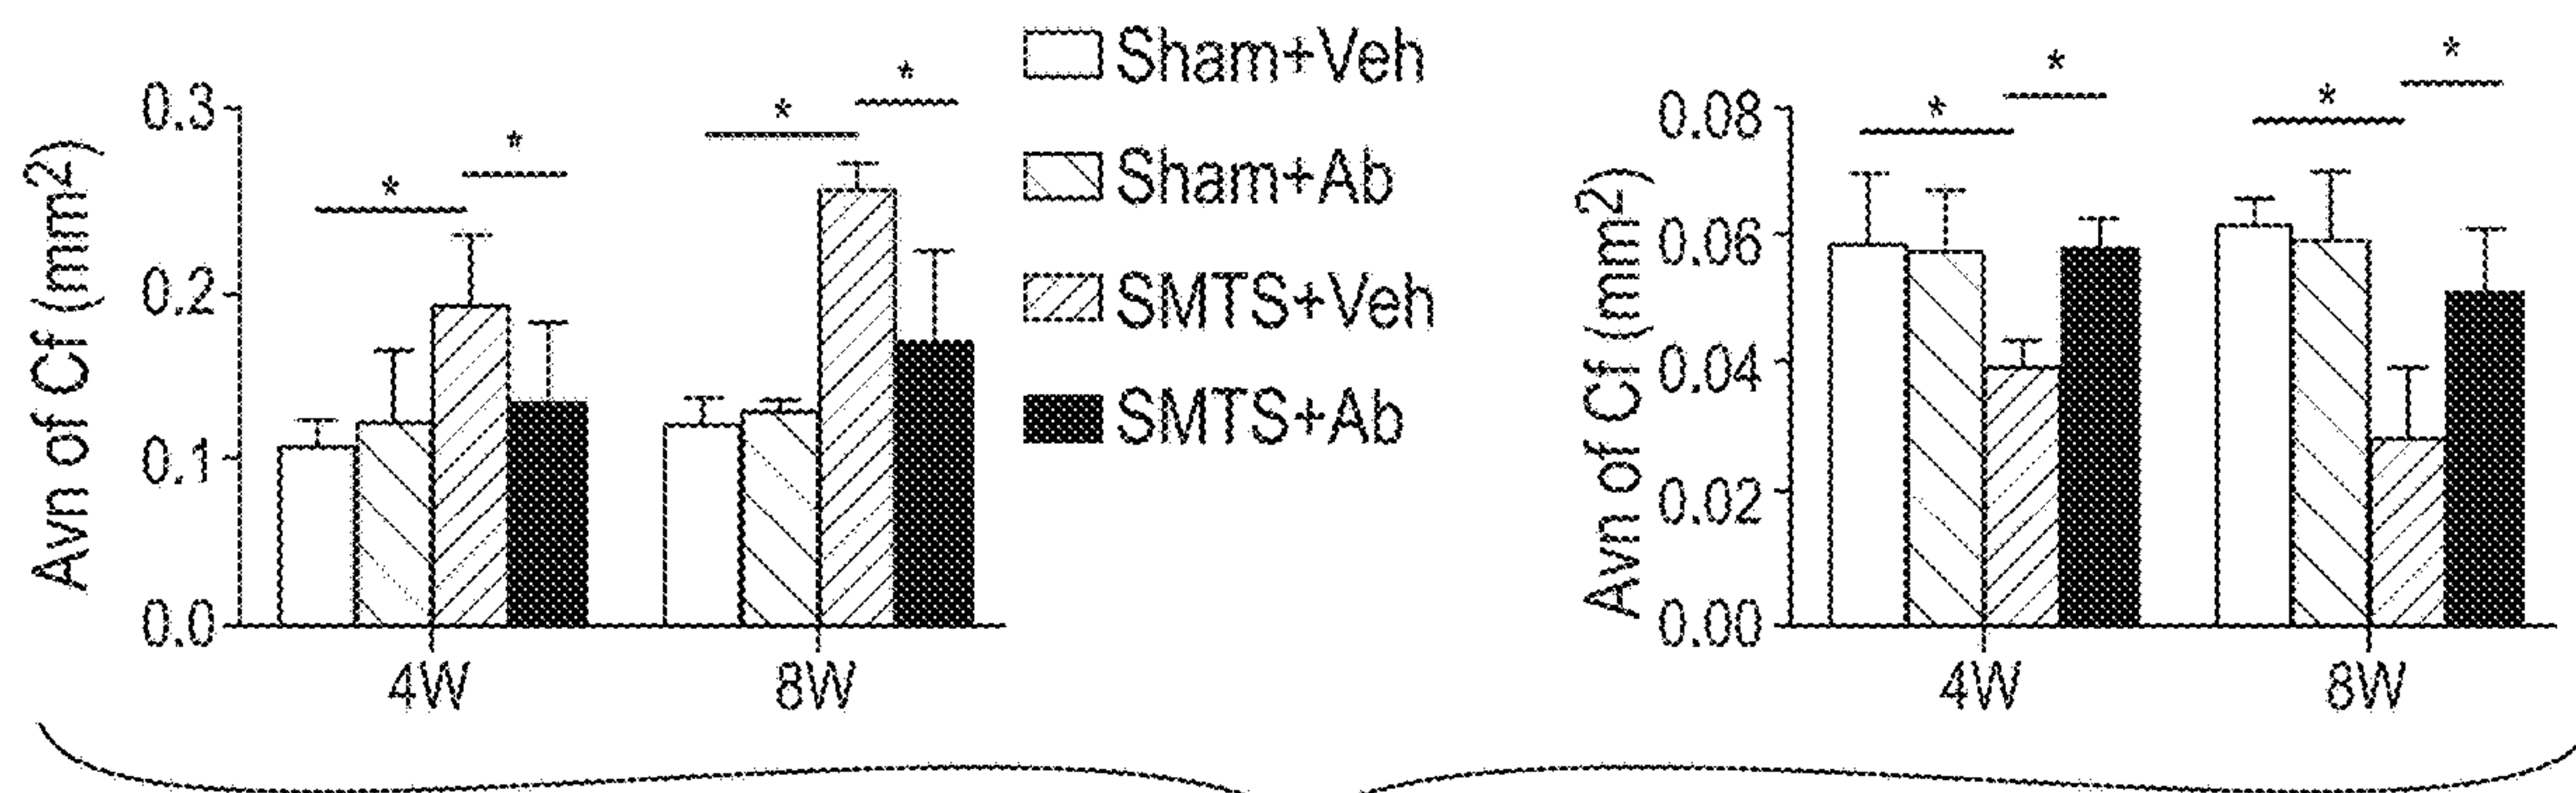 Avn of Cf (mm²)
0.3
0.2
0.1
0.0
*
*
*
*
4W
8W
Sham+Veh
Sham+Ab
SMTS+Veh
SMTS+Ab
Avn of Cf (mm²)
0.08
0.06
0.04
0.02
0.00
*
*
*
*
4W
8W